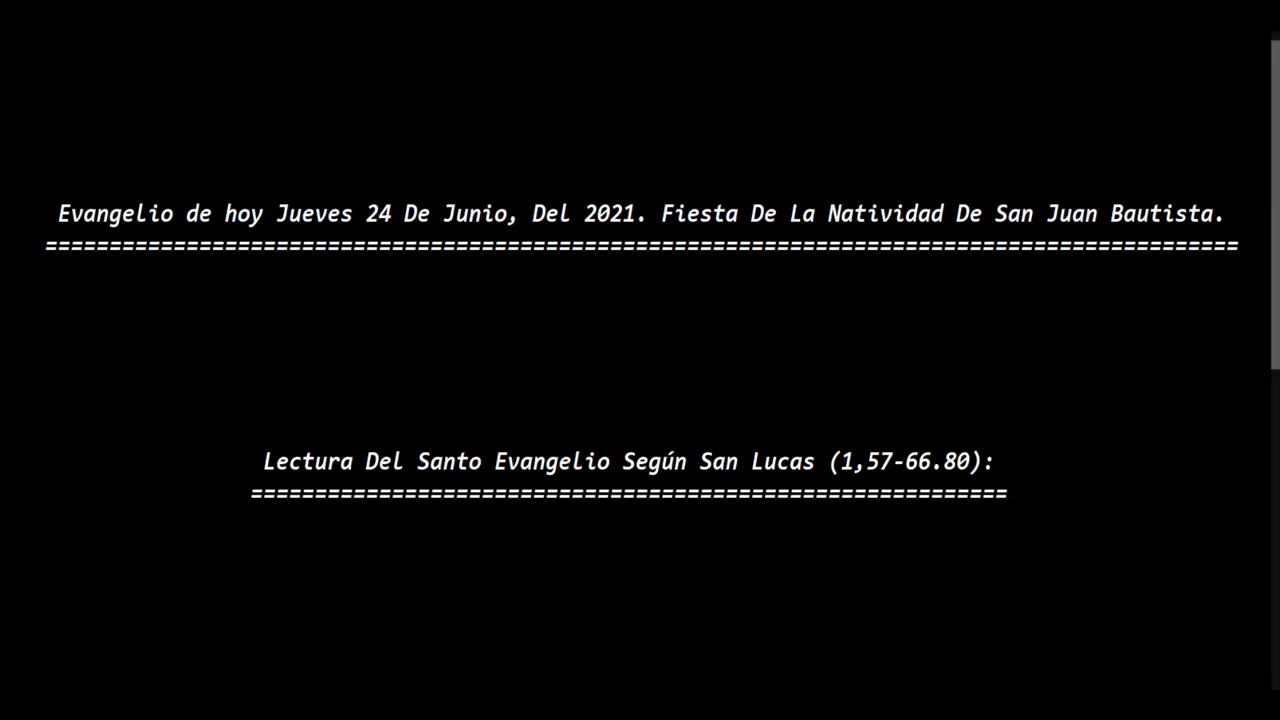 Evangelio de hoy Jueves 24 De Junio, Del 2021. Fiesta De La Natividad De San Juan Bautista.
=============================================================================================
Lectura Del Santo Evangelio Según San Lucas (1,57-66.80):
===========================================================